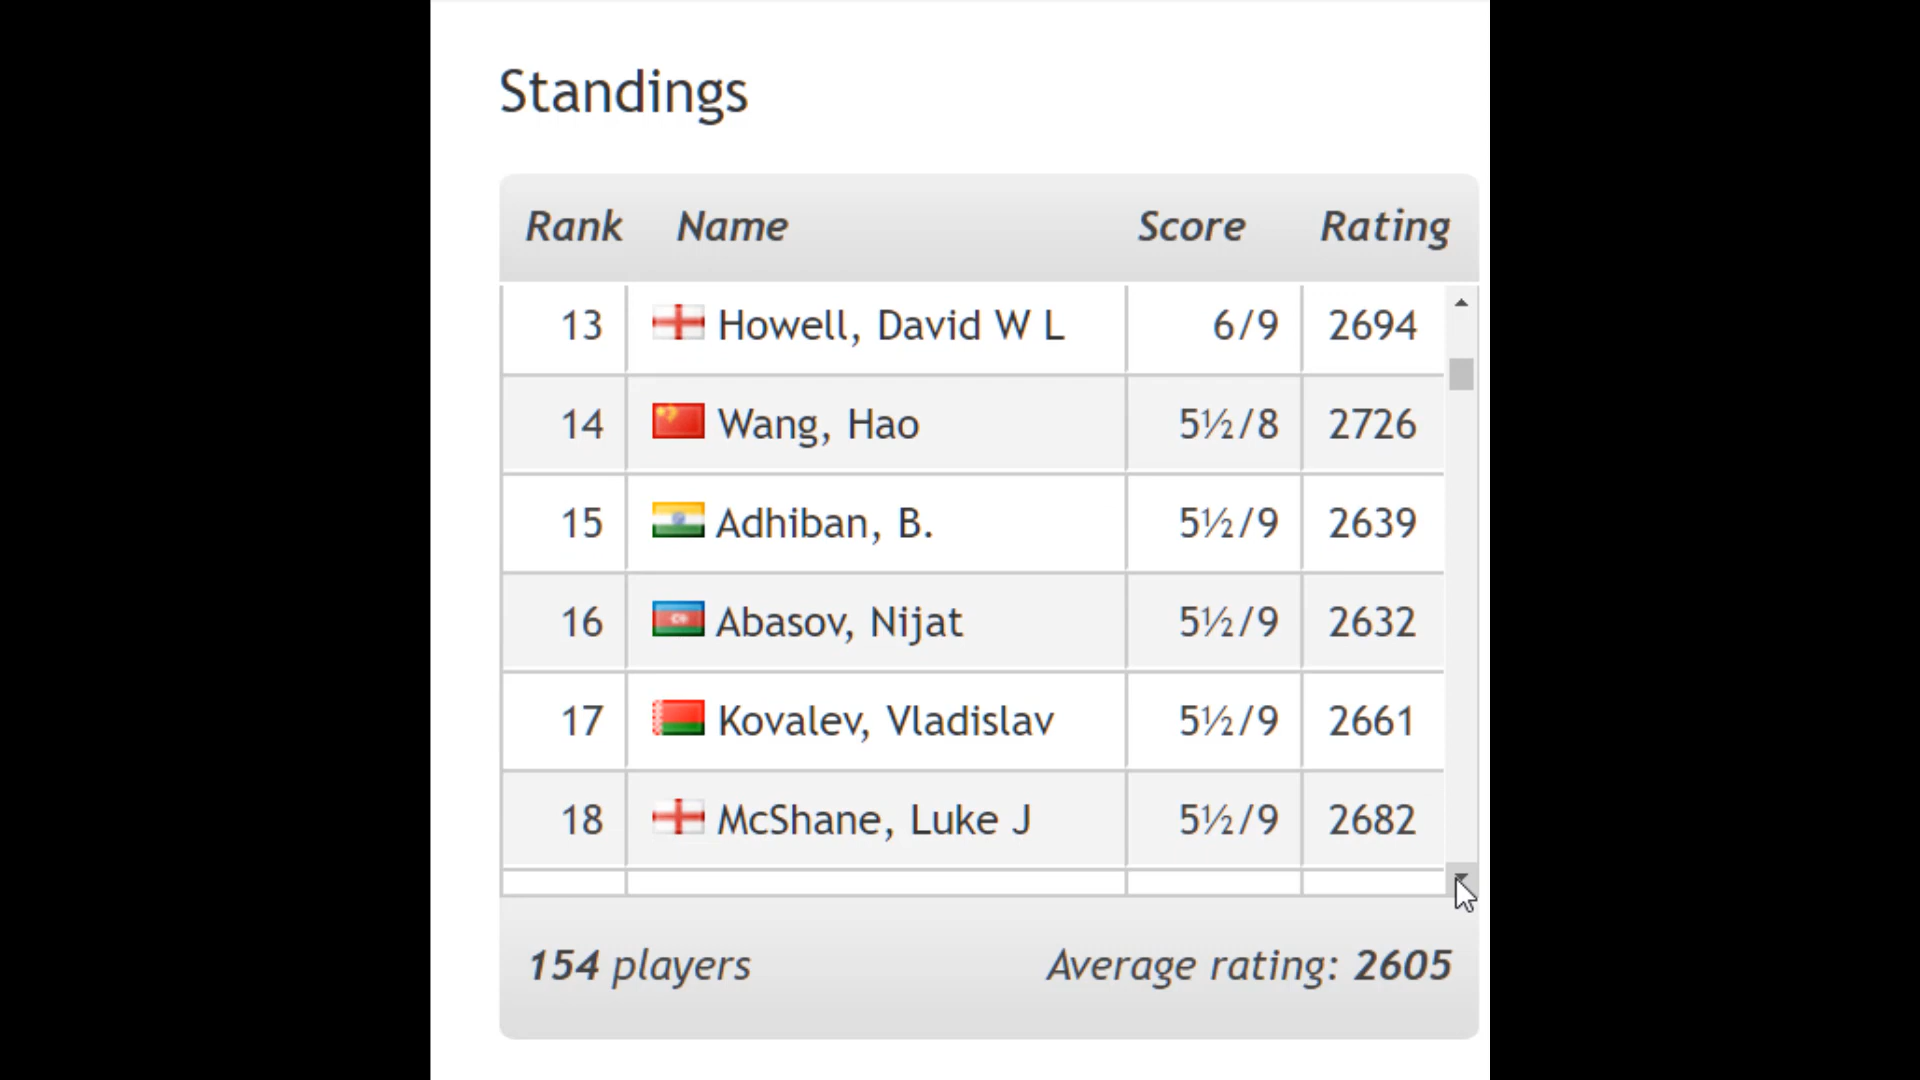 Standings
Rank Name Score Rating
13 Howell, David W L 6/9 2694
14 Wang, Hao 5½/8 2726
15 Adhiban, B. 5½/9 2639
16 Abasov, Nijat 5½/9 2632
17 Kovalev, Vladislav 5½/9 2661
18 McShane, Luke J 5½/9 2682
154 players Average rating: 2605